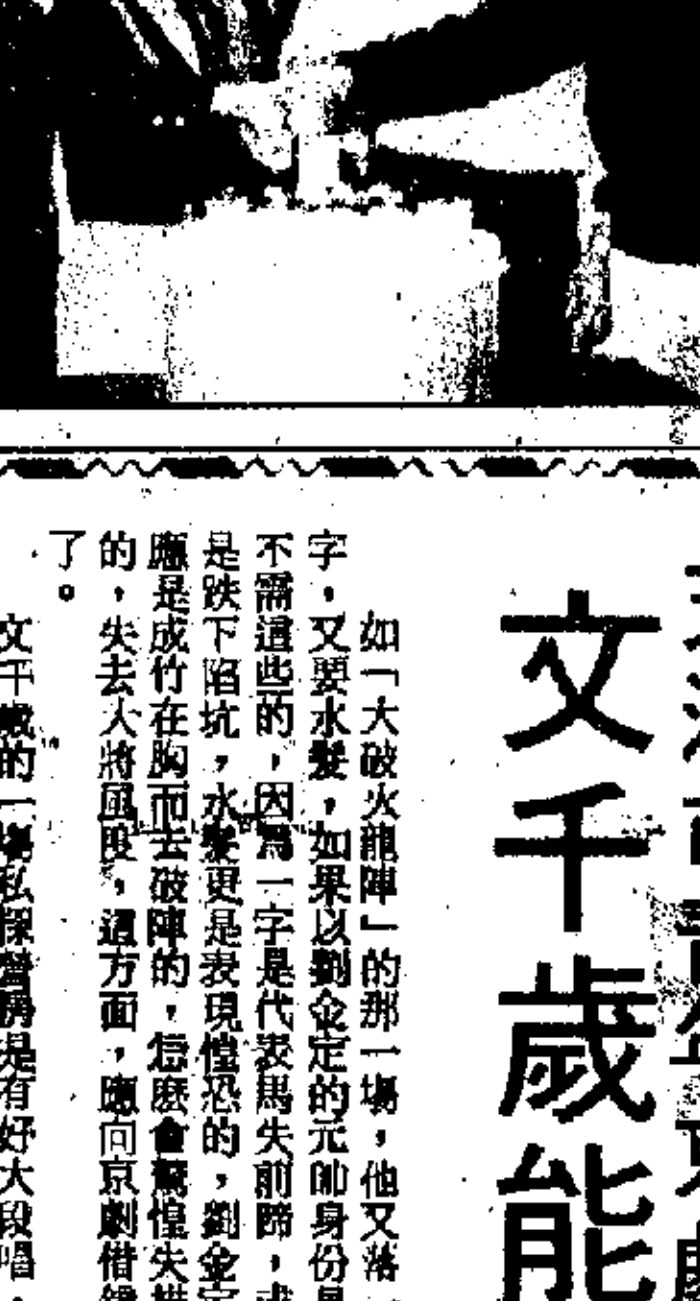 文千歲能
如「大破火龍陣」的那一場，他又落
字，又要水髮，如果以劉金定的元帥身份是
不需這些的，因爲一字是代表馬失前蹄，或
是跌下陷坑，水髮更是表現惶恐的，劉金定
應是成竹在胸而去破陣的，怎麽會驚惶失措
的，失去大將風度，這方面，應向京劇借鏡
了。
文千歲的一場私探營房是有好大段唱，